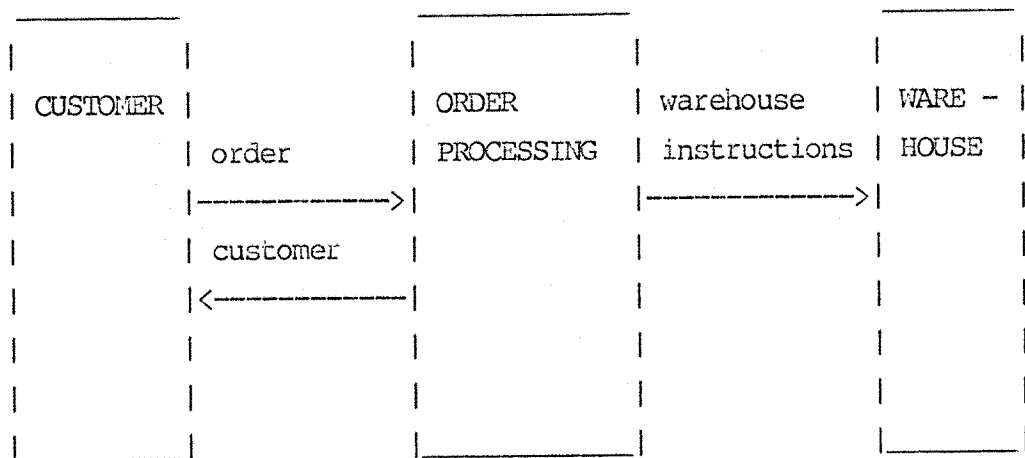 CUSTOMER ORDER warehouse WARE -
order PROCESSING instructions HOUSE
customer